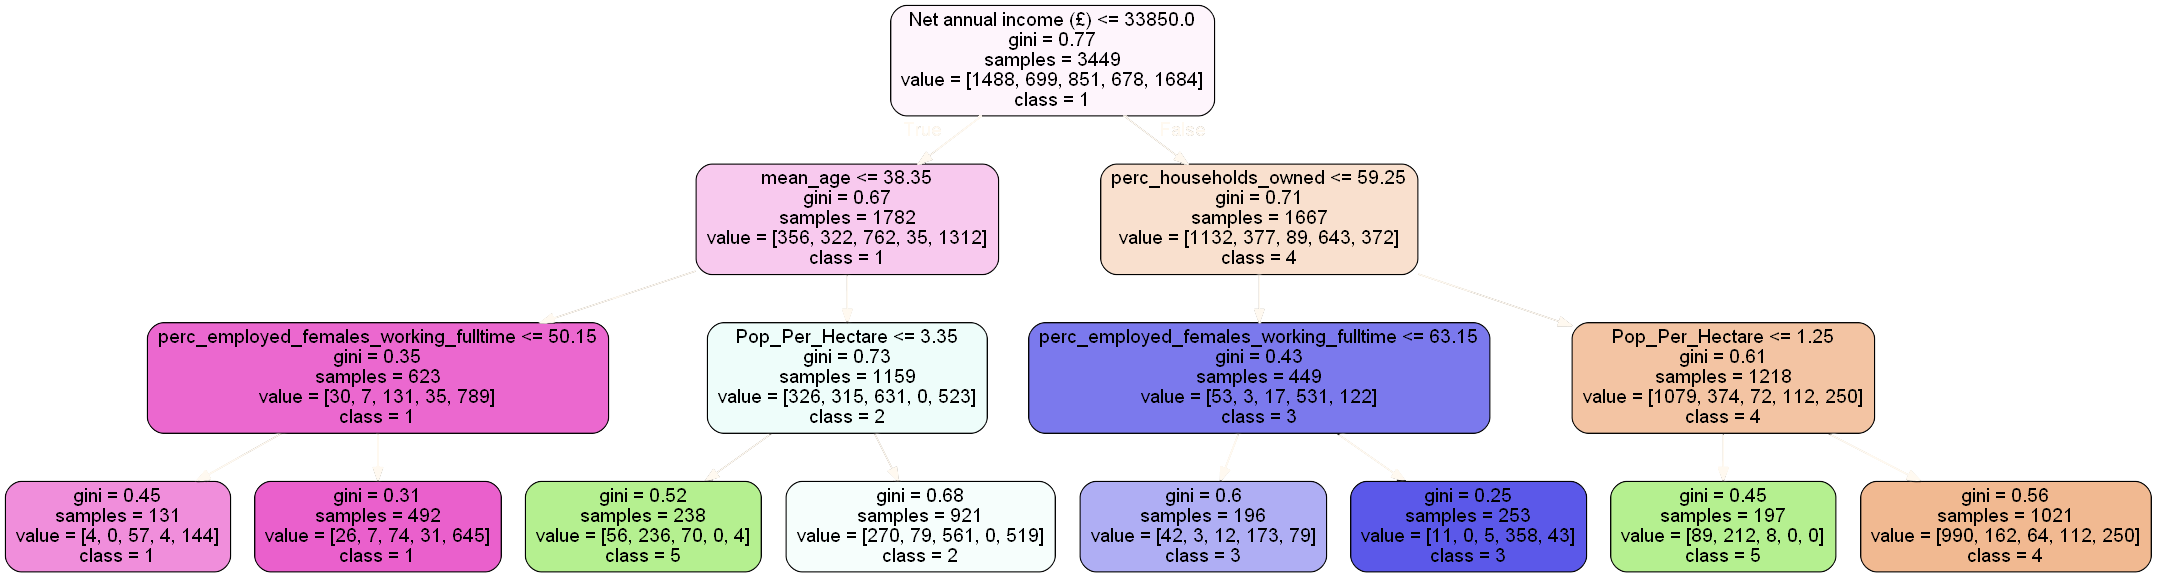 Net annual income (£) <= 33850.0
gini = 0.77
samples = 3449
value = [1488, 699, 851, 678, 1684]
class = 1
True
False
mean_age <= 38.35
gini = 0.67
samples = 1782
value = [356, 322, 762, 35, 1312]
class = 1
perc_households_owned <= 59.25
gini = 0.71
samples = 1667
value = [1132, 377, 89, 643, 372]
class = 4
perc_employed_females_working_fulltime <= 50.15
gini = 0.35
samples = 623
value = [30, 7, 131, 35, 789]
class = 1
Pop_Per_Hectare <= 3.35
gini = 0.73
samples = 1159
value = [326, 315, 631, 0, 523]
class = 2
perc_employed_females_working_fulltime <= 63.15
gini = 0.43
samples = 449
value = [53, 3, 17, 531, 122]
class = 3
Pop_Per_Hectare <= 1.25
gini = 0.61
samples = 1218
value = [1079, 374, 72, 112, 250]
class = 4
gini = 0.45
samples = 131
value = [4, 0, 57, 4, 144]
class = 1
gini = 0.31
samples = 492
value = [26, 7, 74, 31, 645]
class = 1
gini = 0.52
samples = 238
value = [56, 236, 70, 0, 4]
class = 5
gini = 0.68
samples = 921
value = [270, 79, 561, 0, 519]
class = 2
gini = 0.6
samples = 196
value = [42, 3, 12, 173, 79]
class = 3
gini = 0.25
samples = 253
value = [11, 0, 5, 358, 43]
class = 3
gini = 0.45
samples = 197
value = [89, 212, 8, 0, 0]
class = 5
gini = 0.56
samples = 1021
value = [990, 162, 64, 112, 250]
class = 4